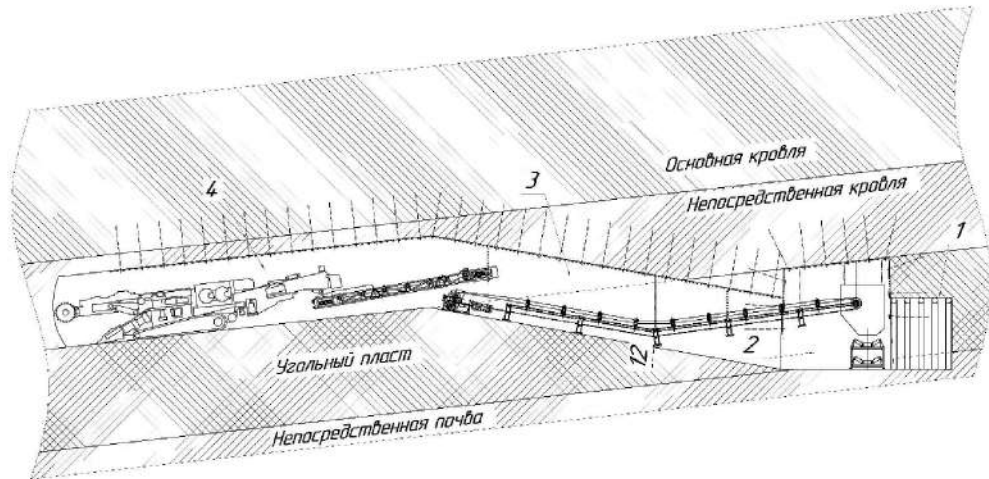 Основная кровля
4
3
Непосредственная кровля
1
2
12
Угольный пласт
Непосредственная почва